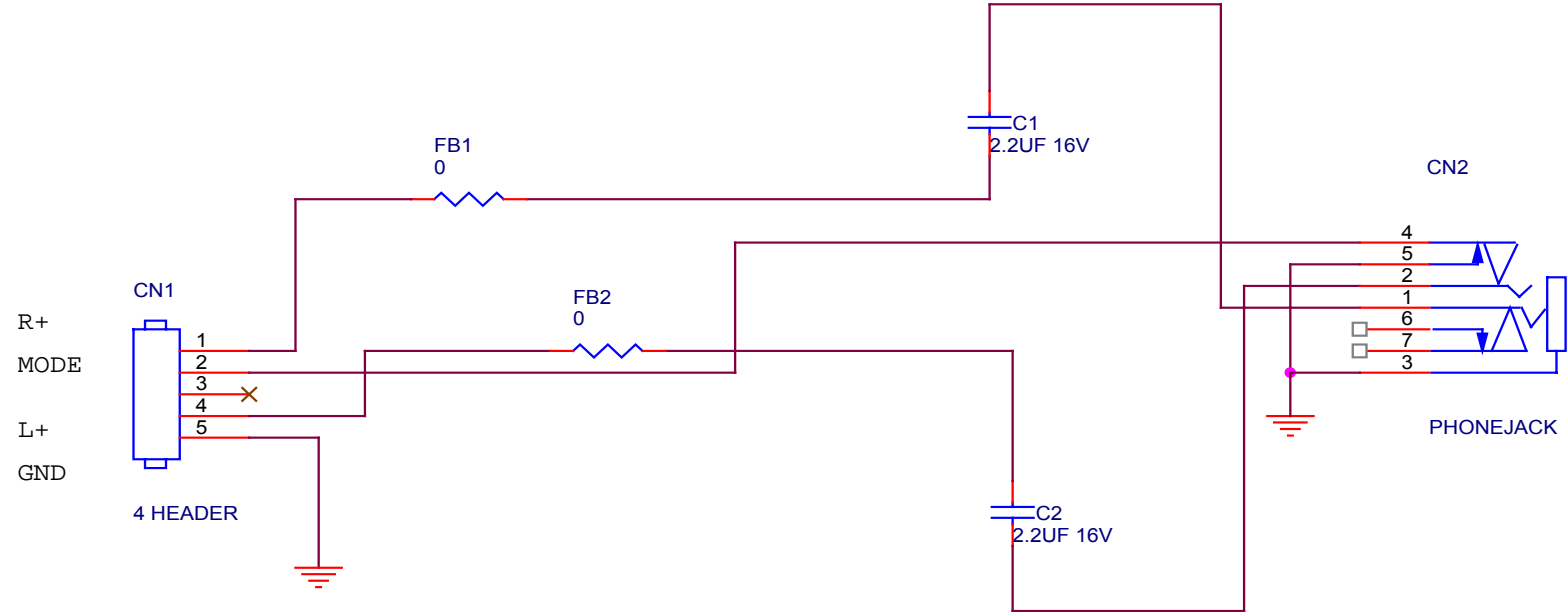 FB1
0
C1
2.2UF 16V
CN2
CN1
FB2
0
R+
MODE
L+
GND
1
2
3
4
5
4
5
2
1
6
7
3
4 HEADER
C2
2.2UF 16V
PHONEJACK